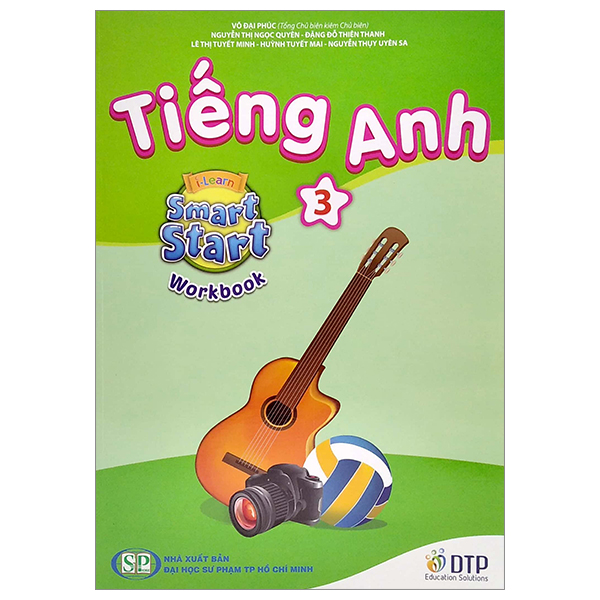 VÕ ĐẠI PHÚC (Tổng Chủ biên kiêm Chủ biên)
NGUYỄN THỊ NGỌC QUYÊN - ĐẶNG ĐỖ THIÊN THANH
LÊ THỊ TUYẾT MINH - HUỲNH TUYẾT MAI - NGUYỄN THỤY UYÊN SA
Tiếng Anh
i-Learn
3
Smart
Start
Workbook
SP
NHÀ XUẤT BẢN
ĐẠI HỌC SƯ PHẠM TP HỒ CHÍ MINH
DTP
Education Solutions